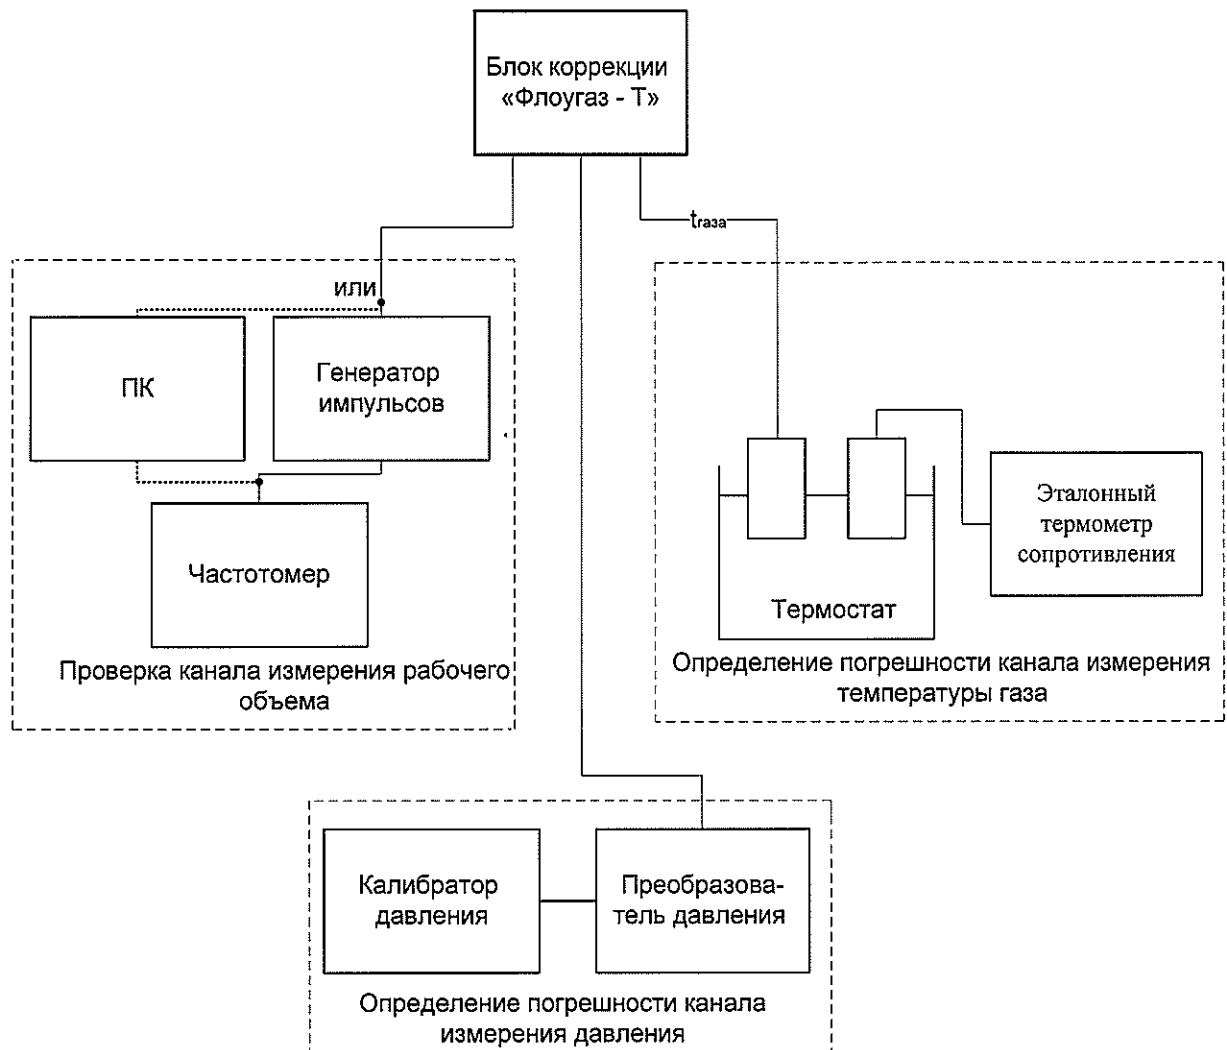 Блок коррекции
«Флоугаз - Т»
tгаза
или
ПК
Генератор
импульсов
Частотомер
Проверка канала измерения рабочего
объема
Эталонный
термометр
сопротивления
Термостат
Определение погрешности канала измерения
температуры газа
Калибратор
давления
Преобразова-
тель давления
Определение погрешности канала
измерения давления